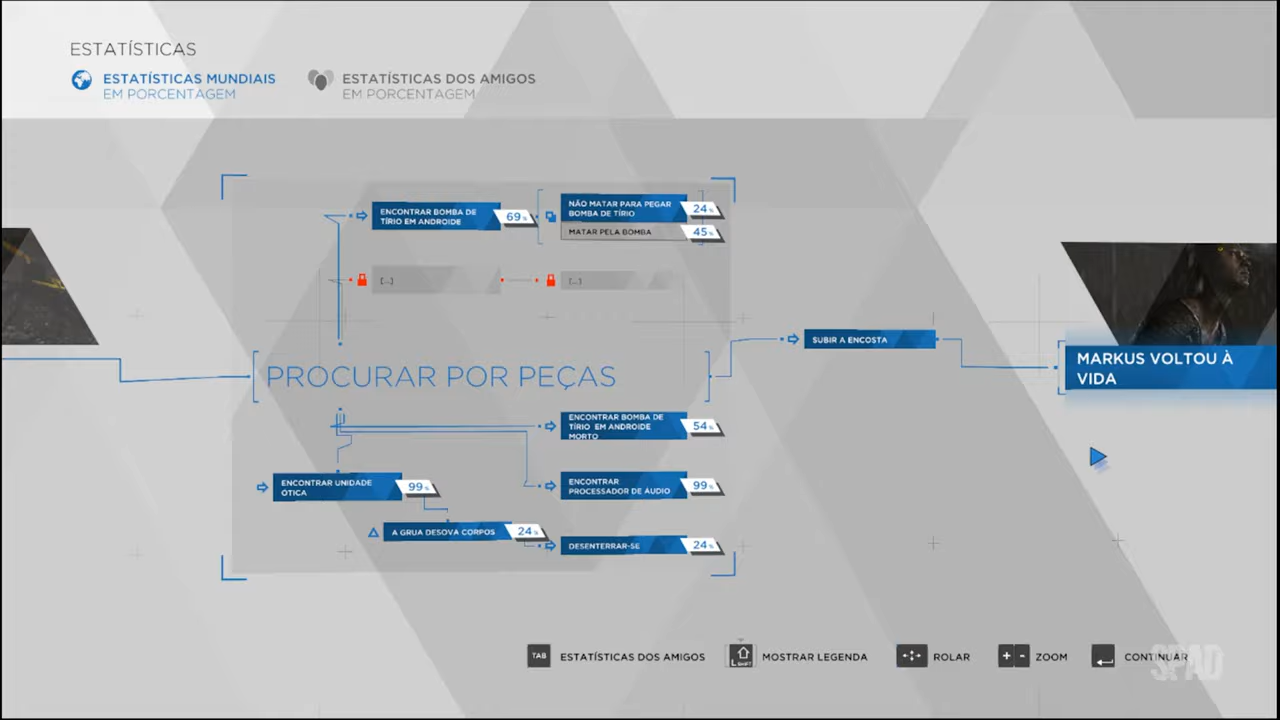 ESTATÍSTICAS
ESTATÍSTICAS MUNDIAIS
EM PORCENTAGEM
ESTATÍSTICAS DOS AMIGOS
EM PORCENTAGEM
ENCONTRAR BOMBA DE
TÍRIO EM ANDROIDE
69%
NÃO MATAR PARA PEGAR
BOMBA DE TÍRIO
24%
MATAR PELA BOMBA
45%
[...]
[...]
SUBIR A ENCOSTA
MARKUS VOLTOU À
VIDA
PROCURAR POR PEÇAS
ENCONTRAR BOMBA DE
TÍRIO EM ANDROIDE
MORTO
54%
ENCONTRAR UNIDADE
ÓTICA
99%
ENCONTRAR
PROCESSADOR DE ÁUDIO
99%
A GRUA DESOVA CORPOS
24%
DESENTERRAR-SE
24%
TAB
ESTATÍSTICAS DOS AMIGOS
L SHIFT
MOSTRAR LEGENDA
ROLAR
+ -
ZOOM
CONTINUAR
SPAD